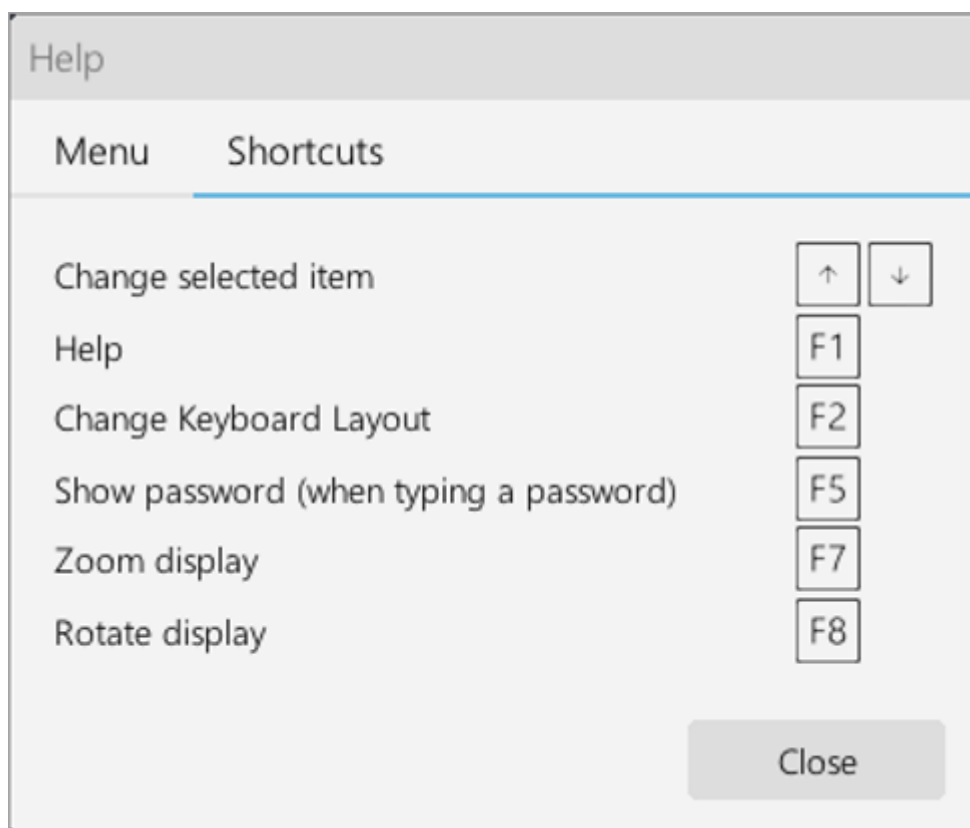 Help
Menu Shortcuts
Change selected item ↑ ↓
Help F1
Change Keyboard Layout F2
Show password (when typing a password) F5
Zoom display F7
Rotate display F8
Close